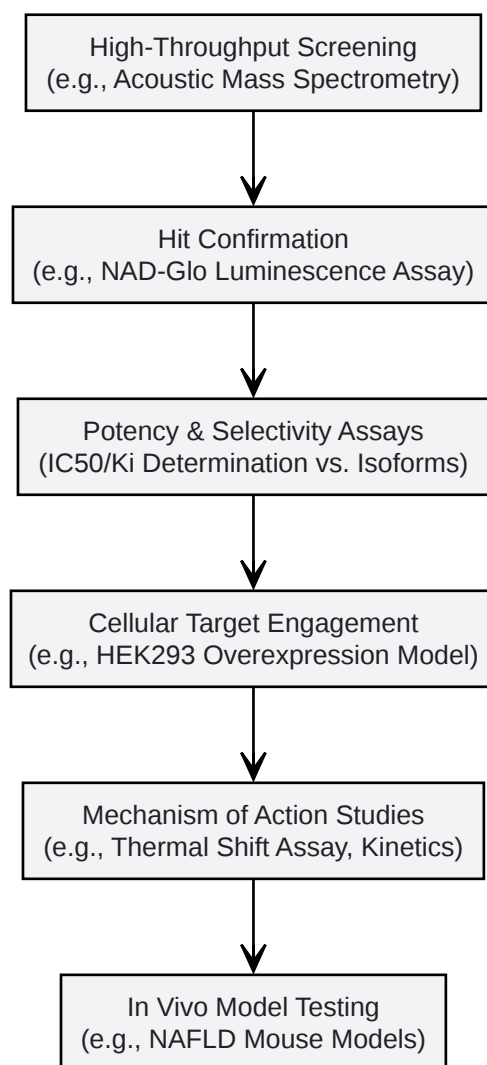 High-Throughput Screening
(e.g., Acoustic Mass Spectrometry)
Hit Confirmation
(e.g., NAD-Glo Luminescence Assay)
Potency & Selectivity Assays
(IC50/Ki Determination vs. Isoforms)
Cellular Target Engagement
(e.g., HEK293 Overexpression Model)
Mechanism of Action Studies
(e.g., Thermal Shift Assay, Kinetics)
In Vivo Model Testing
(e.g., NAFLD Mouse Models)